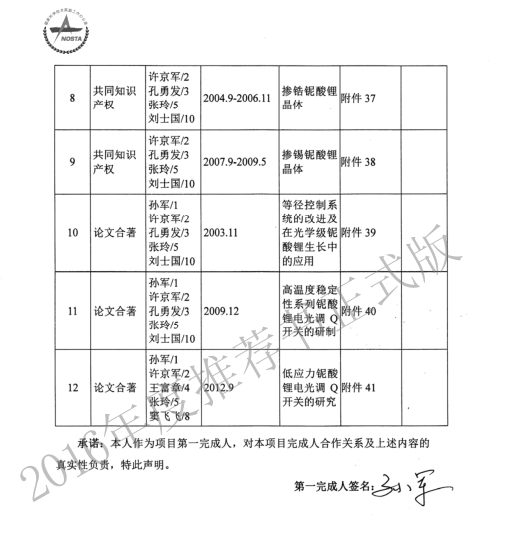 NOSTA
8
共同知识
产权
许京军/2
孔勇发/3
张玲/5
刘士国/10
2004.9-2006.11
掺锆铌酸锂
晶体
附件 37
9
共同知识
产权
许京军/2
孔勇发/3
张玲/5
刘士国/10
2007.9-2009.5
掺锡铌酸锂
晶体
附件 38
10
论文合著
孙军/1
许京军/2
孔勇发/3
张玲/5
刘士国/10
2003.11
等径控制系
统的改进及
在光学级铌
酸锂生长中
的应用
附件 39
11
论文合著
孙军/1
许京军/2
孔勇发/3
张玲/5
刘士国/10
2009.12
高温度稳定
性系列铌酸
锂电光调 Q
开关的研制
附件 40
12
论文合著
孙军/1
许京军/2
王富章/4
张玲/5
窦飞飞/8
2012.9
低应力铌酸
锂电光调 Q
开关的研究
附件 41
承诺：本人作为项目第一完成人，对本项目完成人合作关系及上述内容的
真实性负责，特此声明。
第一完成人签名：孙军
2016年度推荐书正式版